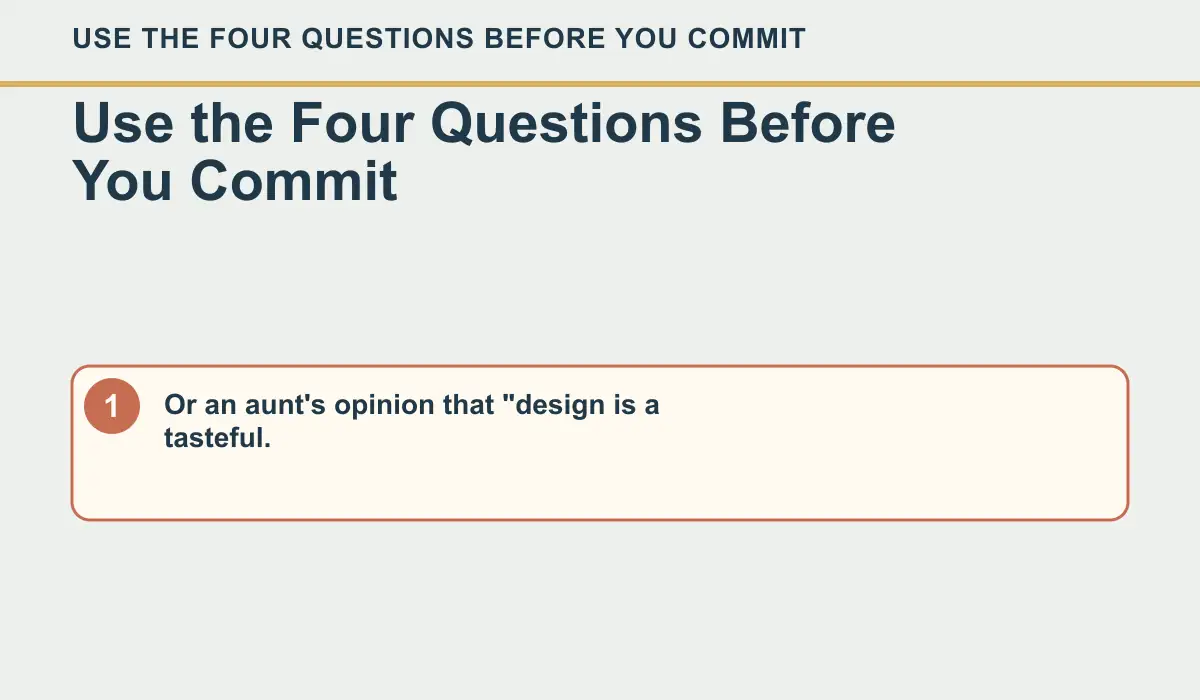 USE THE FOUR QUESTIONS BEFORE YOU COMMIT
Use the Four Questions Before
You Commit
1
Or an aunt's opinion that "design is a
tasteful.